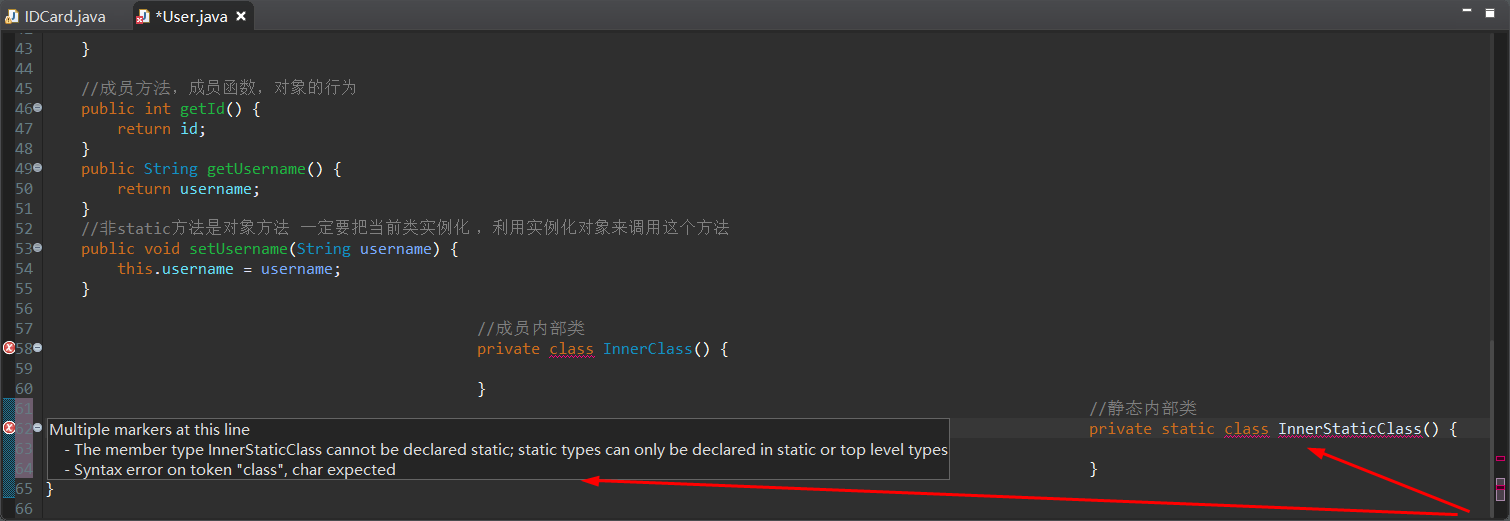 IDCard.java *User.java
43 }
44
45 //成员方法，成员函数，对象的行为
46 public int getId() {
47 return id;
48 }
49 public String getUsername() {
50 return username;
51 }
52 //非static方法是对象方法 一定要把当前类实例化 ，利用实例化对象来调用这个方法
53 public void setUsername(String username) {
54 this.username = username;
55 }
56
57 //成员内部类
58 private class InnerClass() {
59
60 }
61 //静态内部类
62 private static class InnerStaticClass() {
Multiple markers at this line
- The member type InnerStaticClass cannot be declared static; static types can only be declared in static or top level types
- Syntax error on token "class", char expected
63
64 }
65 }
66